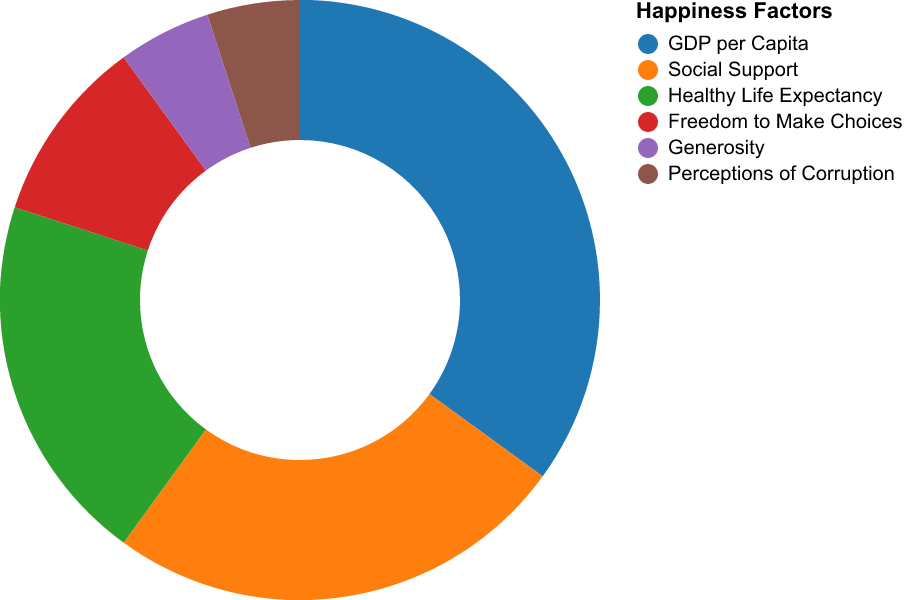 Happiness Factors
GDP per Capita
Social Support
Healthy Life Expectancy
Freedom to Make Choices
Generosity
Perceptions of Corruption